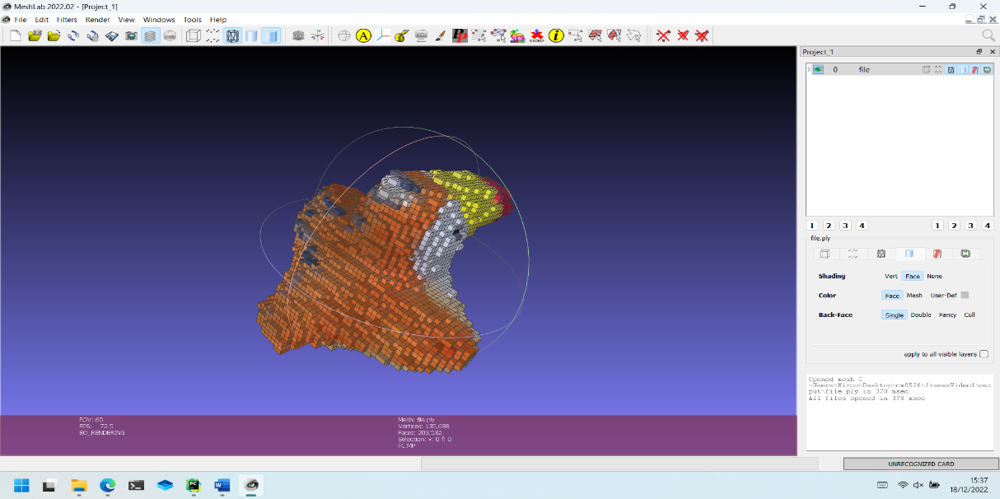 MeshLab 2022.02 - [Project_1]
File Edit Filters Render View Windows Tools Help
Project_1
0 file
1 2 3 4 1 2 3 4
file.ply
Shading Vert Face None
Color Face Mesh User-Def
Back-Face Single Double Fancy Cull
apply to all visible layers
Opened mesh C
\Users\Mirco\Desktop\cm0526\framesVideo1\out
put\file.ply in 378 msec
All files opened in 378 msec
FOV: 60
FPS: 72.5
BO_RENDERING
Mesh: file.ply
Vertices: 135,688
Faces: 203,532
Selection: v: 0 f: 0
FC MP
UNRECOGNIZED CARD
15:37
18/12/2022